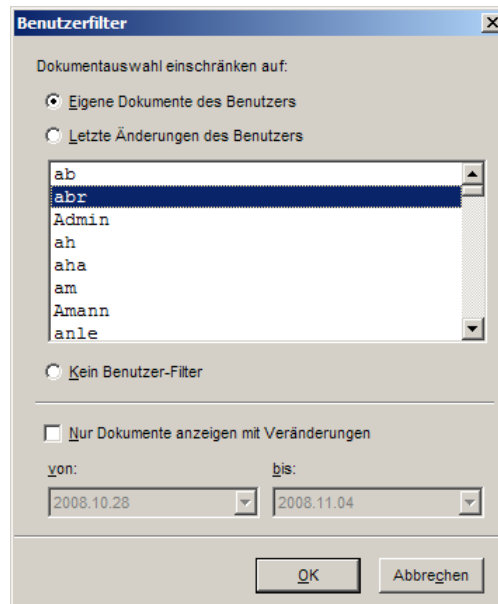 Benutzerfilter
Dokumentauswahl einschränken auf:
Eigene Dokumente des Benutzers
Letzte Änderungen des Benutzers
ab
abr
Admin
ah
aha
am
Amann
anle
Kein Benutzer-Filter
Nur Dokumente anzeigen mit Veränderungen
von: bis:
2008.10.28 2008.11.04
OK Abbrechen